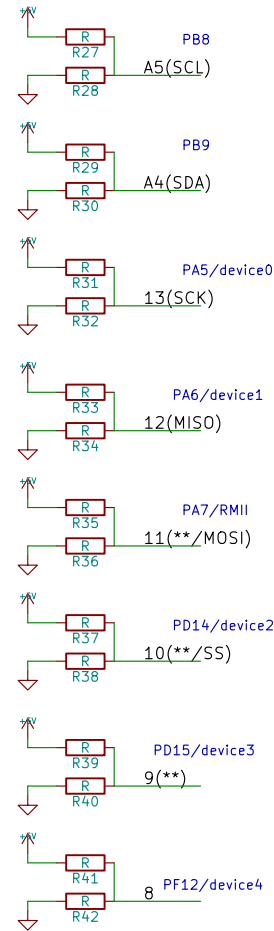 +5V
PB8
R
R27
A5(SCL)
R
R28
+5V
PB9
R
R29
A4(SDA)
R
R30
+5V
PA5/device0
R
R31
13(SCK)
R
R32
+5V
PA6/device1
R
R33
12(MISO)
R
R34
+5V
PA7/RMII
R
R35
11(**/MOSI)
R
R36
+5V
PD14/device2
R
R37
10(**/SS)
R
R38
+5V
PD15/device3
R
R39
9(**)
R
R40
+5V
R
R41
PF12/device4
8
R
R42